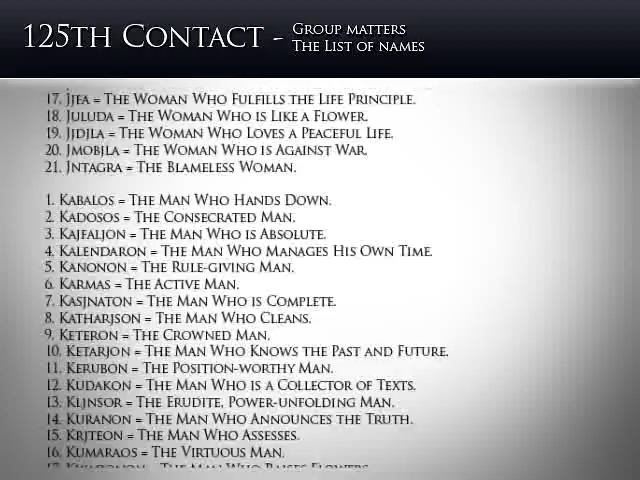 125th Contact - Group matters
The List of names
17. Jjea = The Woman Who Fulfills the Life Principle.
18. Juluda = The Woman Who is Like a Flower.
19. Jjdjla = The Woman Who Loves a Peaceful Life.
20. Jmobjla = The Woman Who is Against War.
21. Jntagra = The Blameless Woman.
1. Kabalos = The Man Who Hands Down.
2. Kadosos = The Consecrated Man.
3. Kajfaljon = The Man Who is Absolute.
4. Kalendaron = The Man Who Manages His Own Time.
5. Kanonon = The Rule-giving Man.
6. Karmas = The Active Man.
7. Kasjnaton = The Man Who is Complete.
8. Katharjson = The Man Who Cleans.
9. Keteron = The Crowned Man.
10. Ketarjon = The Man Who Knows the Past and Future.
11. Kerubon = The Position-worthy Man.
12. Kudakon = The Man Who is a Collector of Texts.
13. Kljnsor = The Erudite, Power-unfolding Man.
14. Kuranon = The Man Who Announces the Truth.
15. Krjteon = The Man Who Assesses.
16. Kumaraos = The Virtuous Man.
17. = The Man Who Raises Flowers.